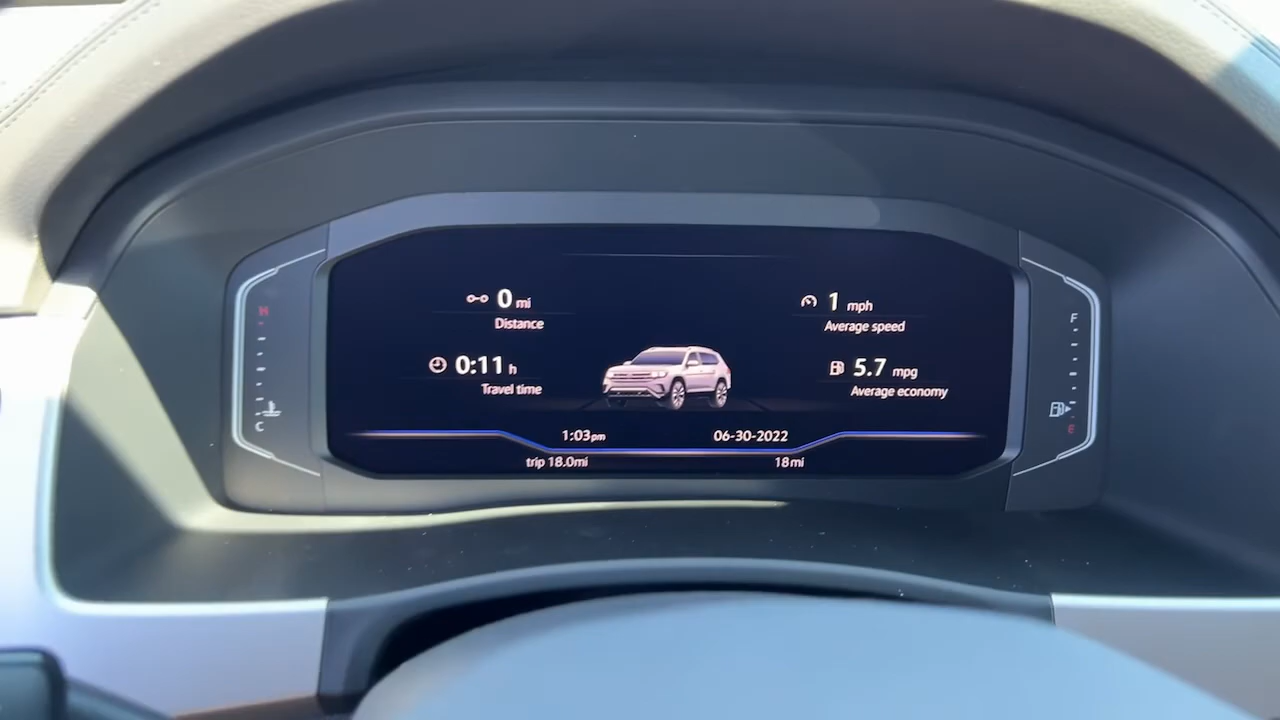 0 mi
Distance
0:11 h
Travel time
1 mph
Average speed
5.7 mpg
Average economy
1:03pm
06-30-2022
trip 18.0mi
18mi
H
C
F
E